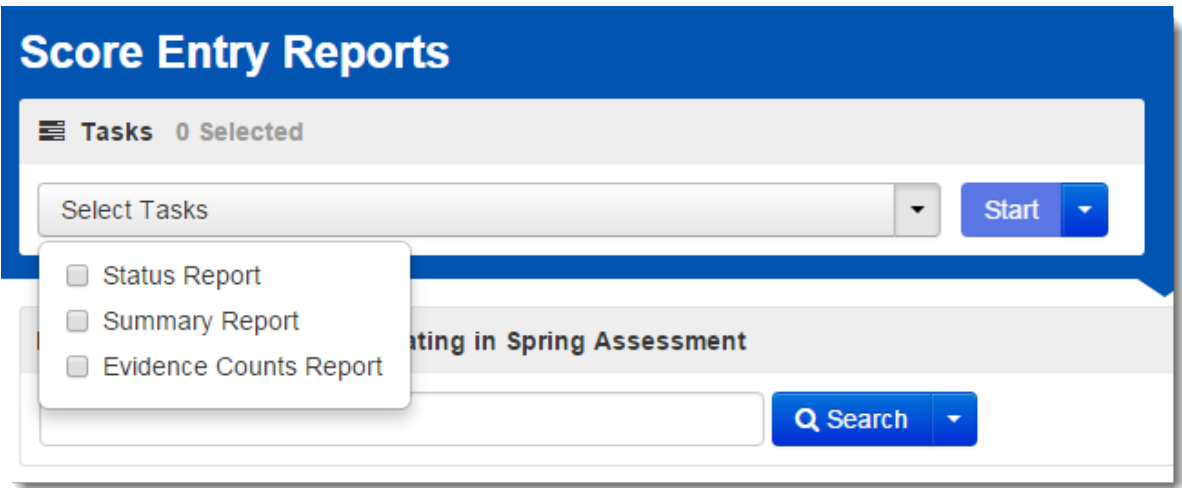 Score Entry Reports
Tasks 0 Selected
Select Tasks
Start
Status Report
Summary Report
Evidence Counts Report
in Spring Assessment
Search